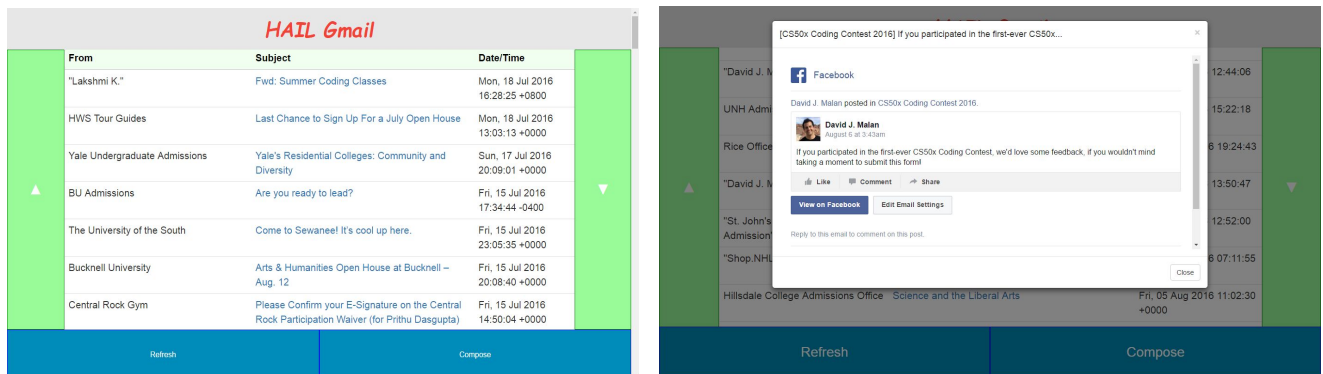 HAIL Gmail
From Subject Date/Time
"Lakshmi K." Fwd: Summer Coding Classes Mon, 18 Jul 2016
16:28:25 +0800
HWS Tour Guides Last Chance to Sign Up For a July Open House Mon, 18 Jul 2016
13:03:13 +0000
Yale Undergraduate Admissions Yale's Residential Colleges: Community and Sun, 17 Jul 2016
Diversity 20:09:01 +0000
BU Admissions Are you ready to lead? Fri, 15 Jul 2016
17:34:44 -0400
The University of the South Come to Sewanee! It's cool up here. Fri, 15 Jul 2016
23:05:35 +0000
Bucknell University Arts & Humanities Open House at Bucknell – Fri, 15 Jul 2016
Aug. 12 20:08:40 +0000
Central Rock Gym Please Confirm your E-Signature on the Central Fri, 15 Jul 2016
Rock Participation Waiver (for Prithu Dasgupta) 14:50:04 +0000
Refresh Compose
[CS50x Coding Contest 2016] If you participated in the first-ever CS50x... ×
Facebook
David J. Malan posted in CS50x Coding Contest 2016.
David J. Malan
August 6 at 3:43am
If you participated in the first-ever CS50x Coding Contest, we'd love some feedback, if you wouldn't mind
taking a moment to submit this form!
Like Comment Share
View on Facebook Edit Email Settings
Reply to this email to comment on this post.
Close
"David J. M 12:44:06
UNH Admi 15:22:18
Rice Office 6 19:24:43
"David J. M 13:50:47
"St. John's 12:52:00
Admission"
"Shop.NHL 6 07:11:55
Hillsdale College Admissions Office Science and the Liberal Arts Fri, 05 Aug 2016 11:02:30
+0000
Refresh Compose